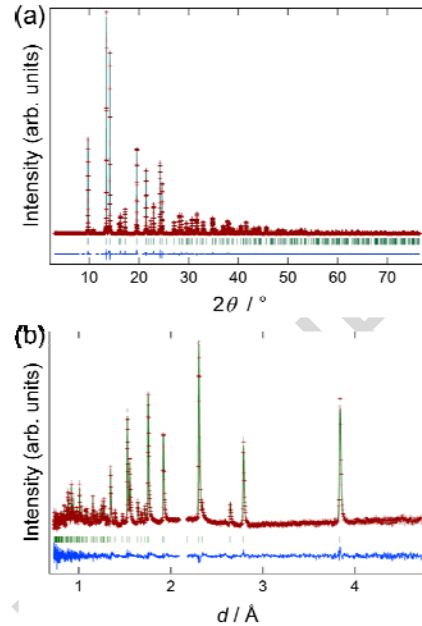 (a)
Intensity (arb. units)
10 20 30 40 50 60 70
2θ / °
(b)
Intensity (arb. units)
1 2 3 4
d / Å